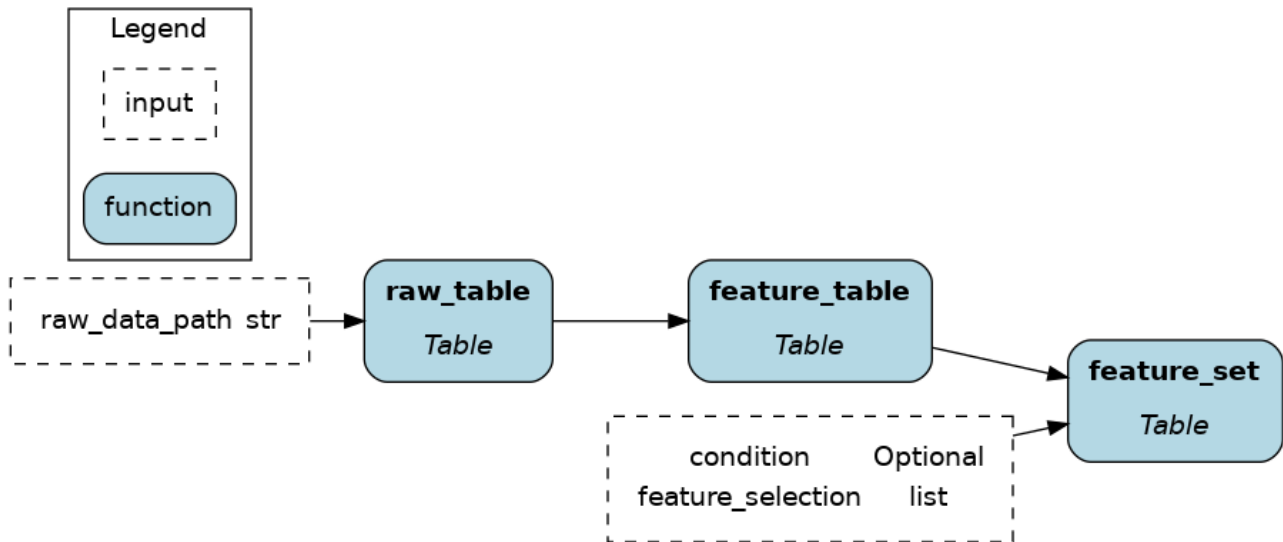 Legend
input
function
raw_data_path str
raw_table
Table
feature_table
Table
condition Optional
feature_selection list
feature_set
Table